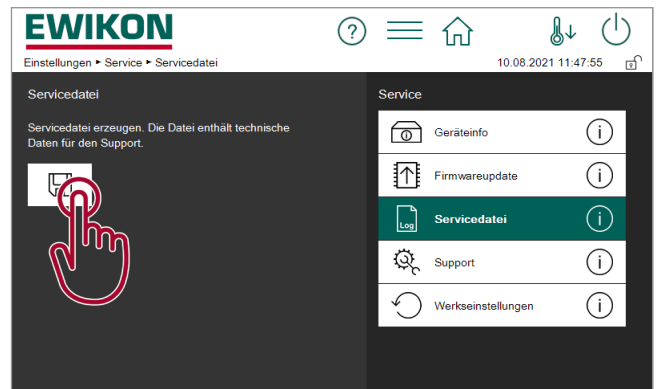 EWIKON
?
Einstellungen ► Service ► Servicedatei
10.08.2021 11:47:55
Servicedatei
Servicedatei erzeugen. Die Datei enthält technische
Daten für den Support.
Service
Geräteinfo
i
Firmwareupdate
i
Log
Servicedatei
i
Support
i
Werkseinstellungen
i